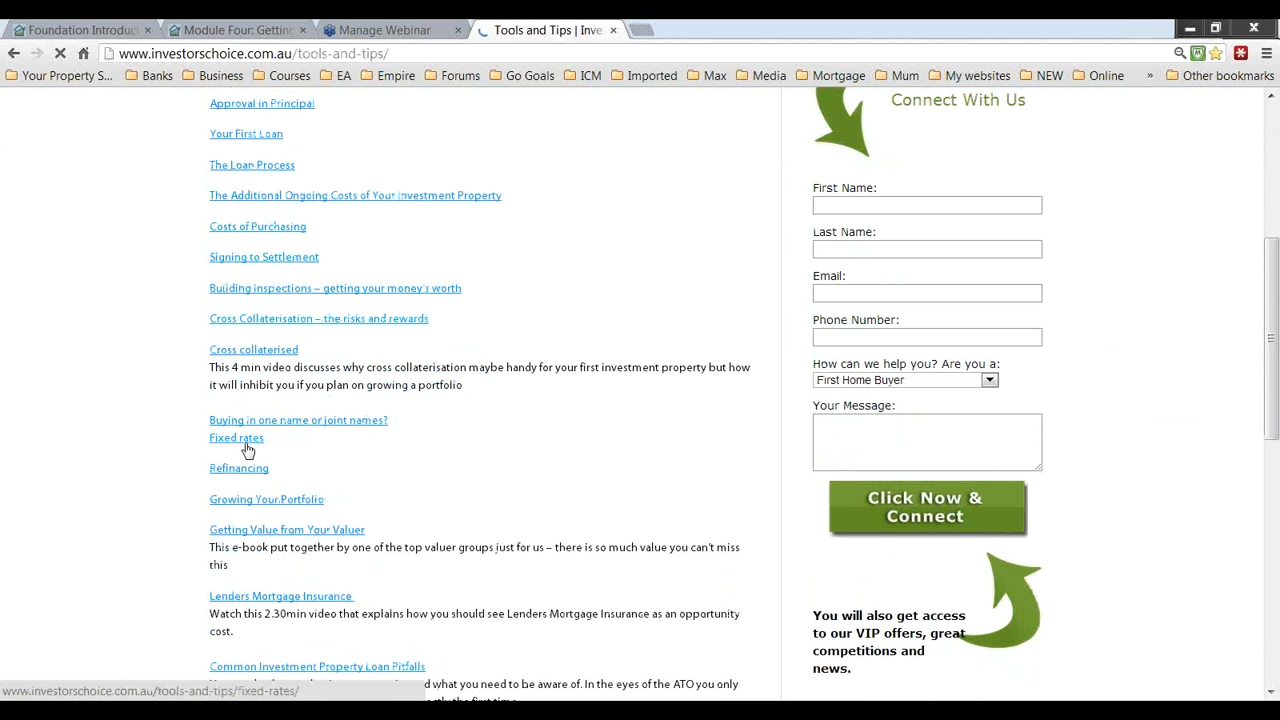 Foundation Introduct
Module Four: Getting
Manage Webinar
Tools and Tips | Inve
www.investorschoice.com.au/tools-and-tips/
Your Property S...
Banks
Business
Courses
EA
Empire
Forums
Go Goals
ICM
Imported
Max
Media
Mortgage
Mum
My websites
NEW
Online
»
Other bookmarks
Approval in Principal
Your First Loan
The Loan Process
The Additional Ongoing Costs of Your Investment Property
Costs of Purchasing
Signing to Settlement
Building inspections – getting your money's worth
Cross Collaterisation – the risks and rewards
Cross collaterised
This 4 min video discusses why cross collaterisation maybe handy for your first investment property but how
it will inhibit you if you plan on growing a portfolio
Buying in one name or joint names?
Fixed rates
Refinancing
Growing Your Portfolio
Getting Value from Your Valuer
This e-book put together by one of the top valuer groups just for us – there is so much value you can't miss
this
Lenders Mortgage Insurance
Watch this 2.30min video that explains how you should see Lenders Mortgage Insurance as an opportunity
cost.
Common Investment Property Loan Pitfalls
d what you need to be aware of. In the eyes of the ATO you only
www.investorschoice.com.au/tools-and-tips/fixed-rates/
Connect With Us
First Name:
Last Name:
Email:
Phone Number:
How can we help you? Are you a:
First Home Buyer
Your Message:
Click Now &
Connect
You will also get access
to our VIP offers, great
competitions and
news.